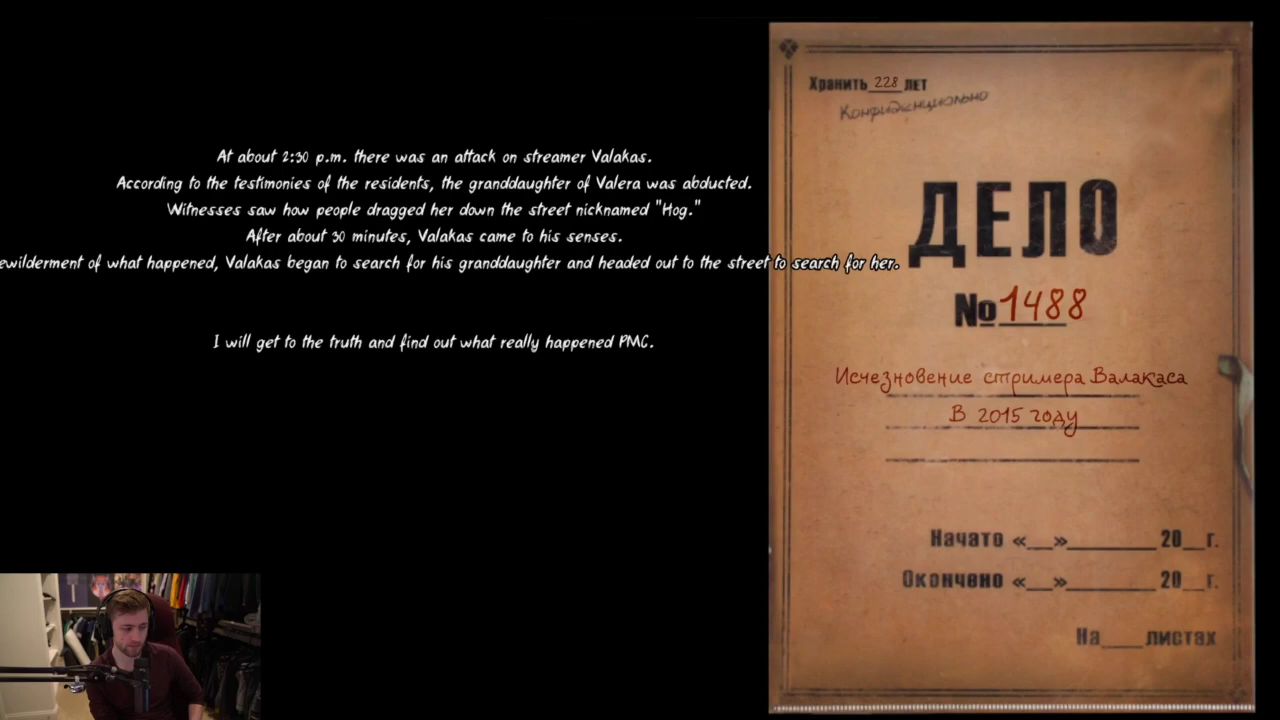 At about 2:30 p.m. there was an attack on streamer Valakas.
According to the testimonies of the residents, the granddaughter of Valera was abducted.
Witnesses saw how people dragged her down the street nicknamed "Hog."
After about 30 minutes, Valakas came to his senses.
of what happened, Valakas began to search for his granddaughter and headed out to the street to search for her.
I will get to the truth and find out what really happened PMC.
Хранить 228 лет
Конфиденциально
ДЕЛО
№ 1488
Исчезновение стримера Валакаса
В 2015 году
Начато «__»________ 20__г.
Окончено «__»________ 20__г.
На____листах